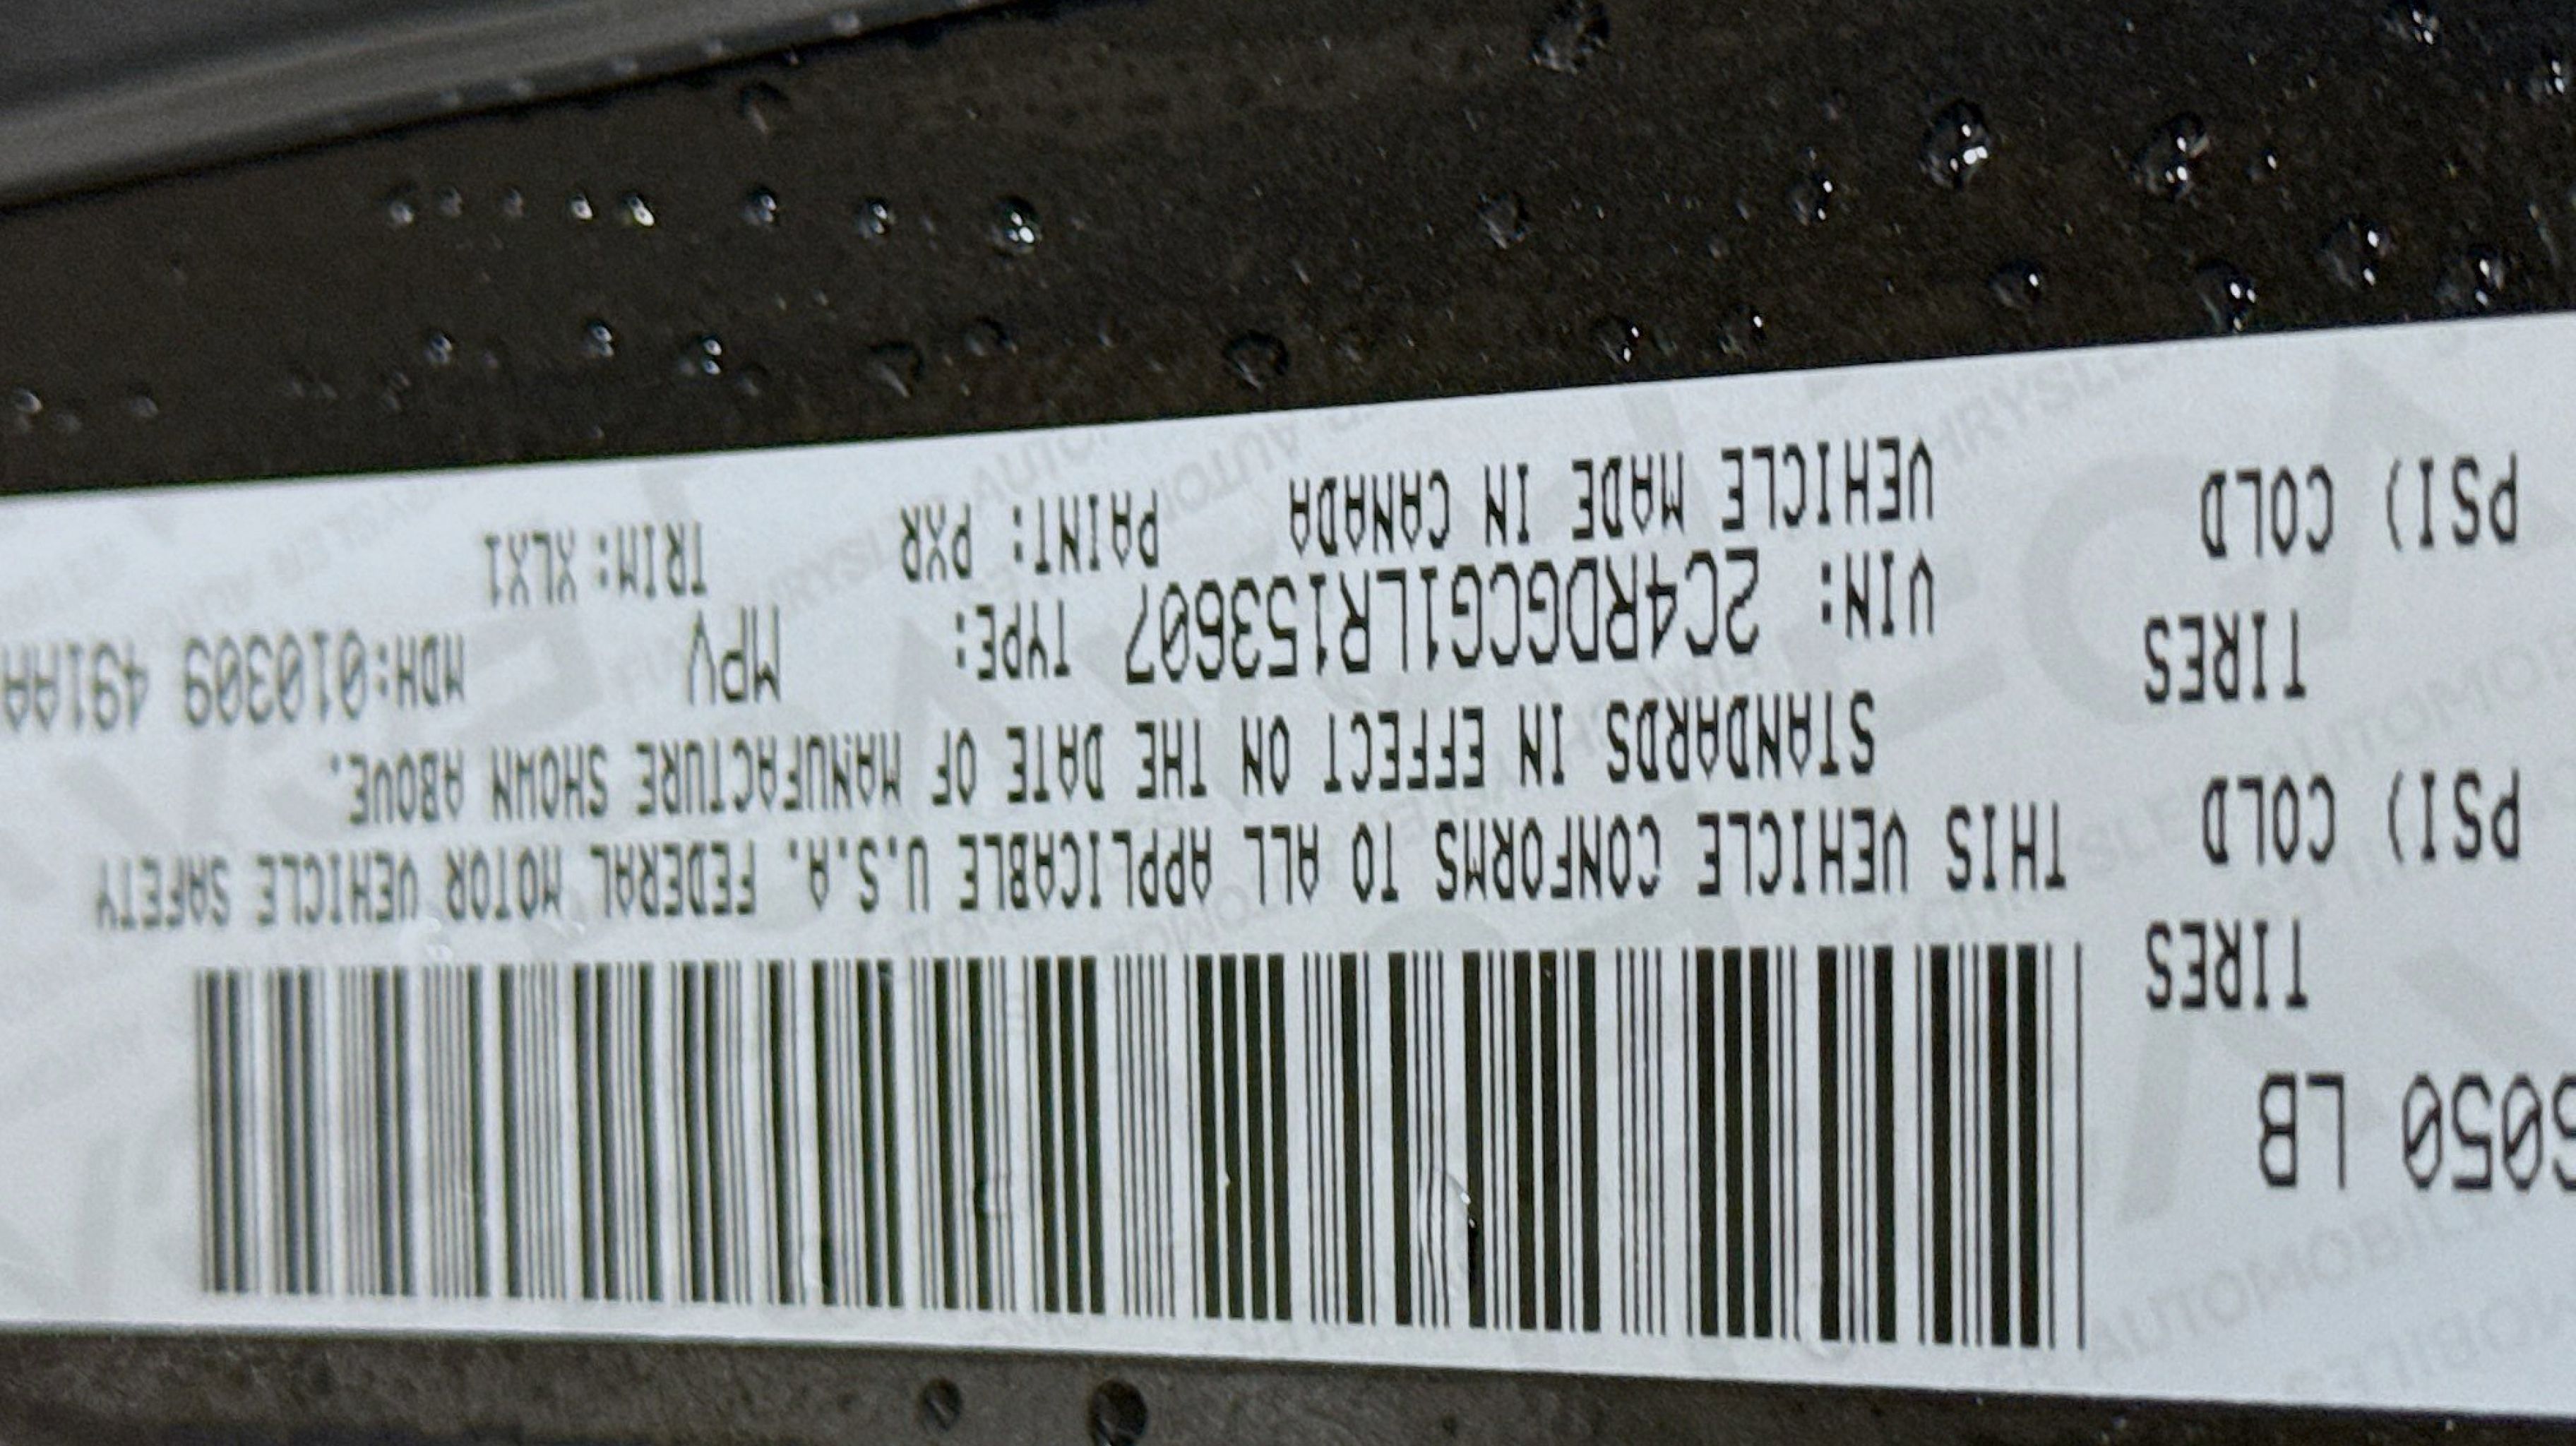 LB
TIRES
PSI) COLD
TIRES
PSI) COLD
THIS VEHICLE CONFORMS TO ALL APPLICABLE U.S.A. FEDERAL MOTOR VEHICLE SAFETY
STANDARDS IN EFFECT ON THE DATE OF MANUFACTURE SHOWN ABOVE.
VIN: 2C4RDGCG1LR153607 TYPE: MPV MDH:010309 491AA
VEHICLE MADE IN CANADA PAINT: PXR TRIM: XLX1